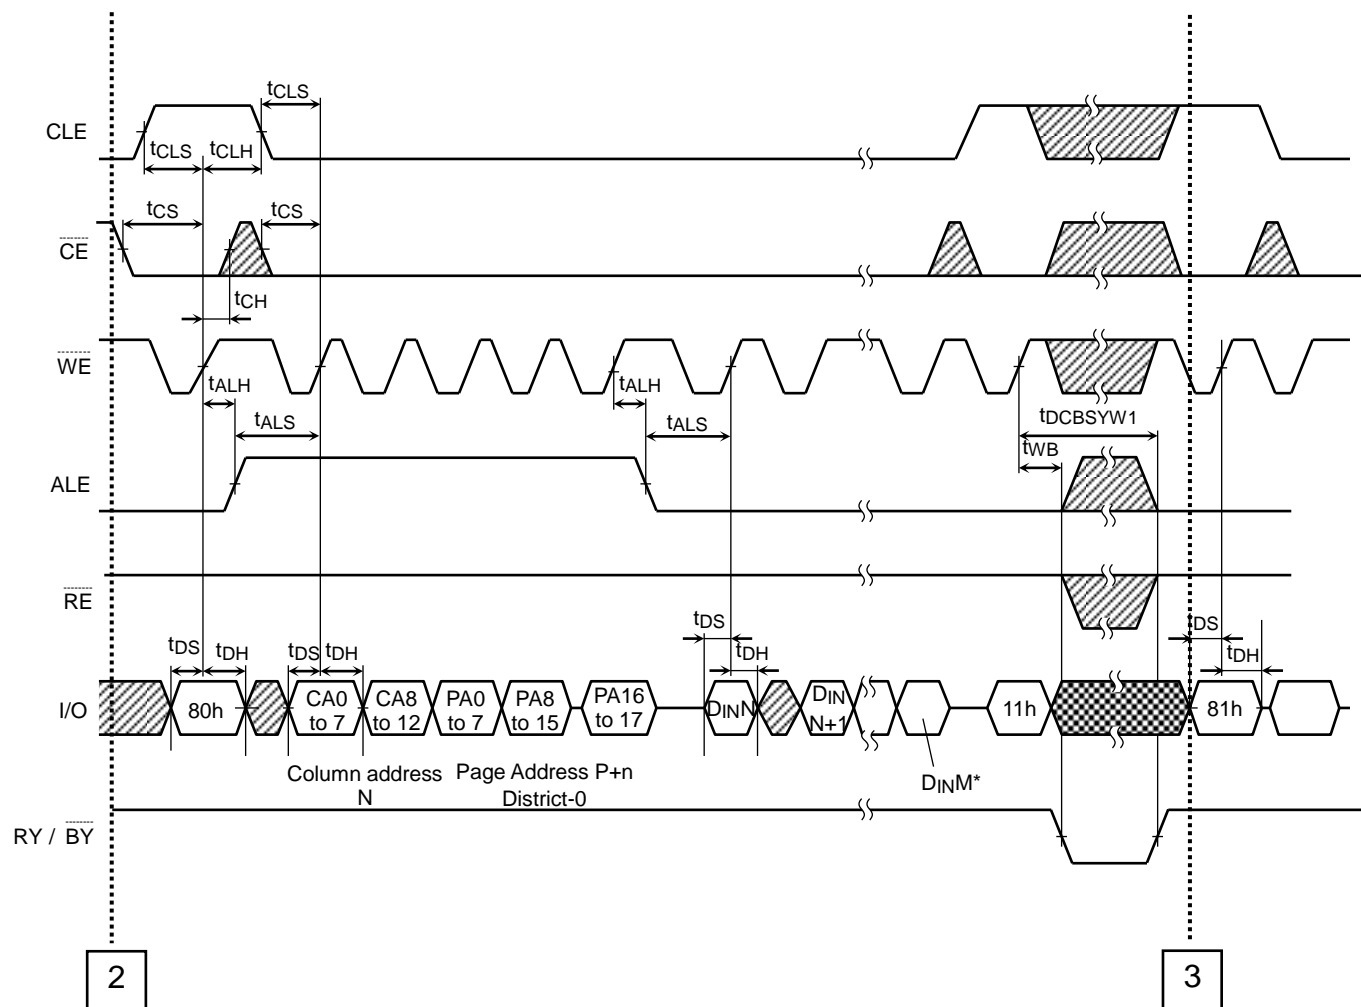 tCLS
CLE
tCLS
tCLH
tCS
tCS
CE
tCH
WE
tALH
tALH
tALS
tALS
tDCBSYW1
tWB
ALE
RE
tDS
tDH
tDS
tDH
tDS
tDH
tDS
tDH
I/O
80h
CA0
to 7
CA8
to 12
PA0
to 7
PA8
to 15
PA16
to 17
DINN
DIN
N+1
11h
81h
DINM*
Column address
N
Page Address P+n
District-0
RY / BY
2
3